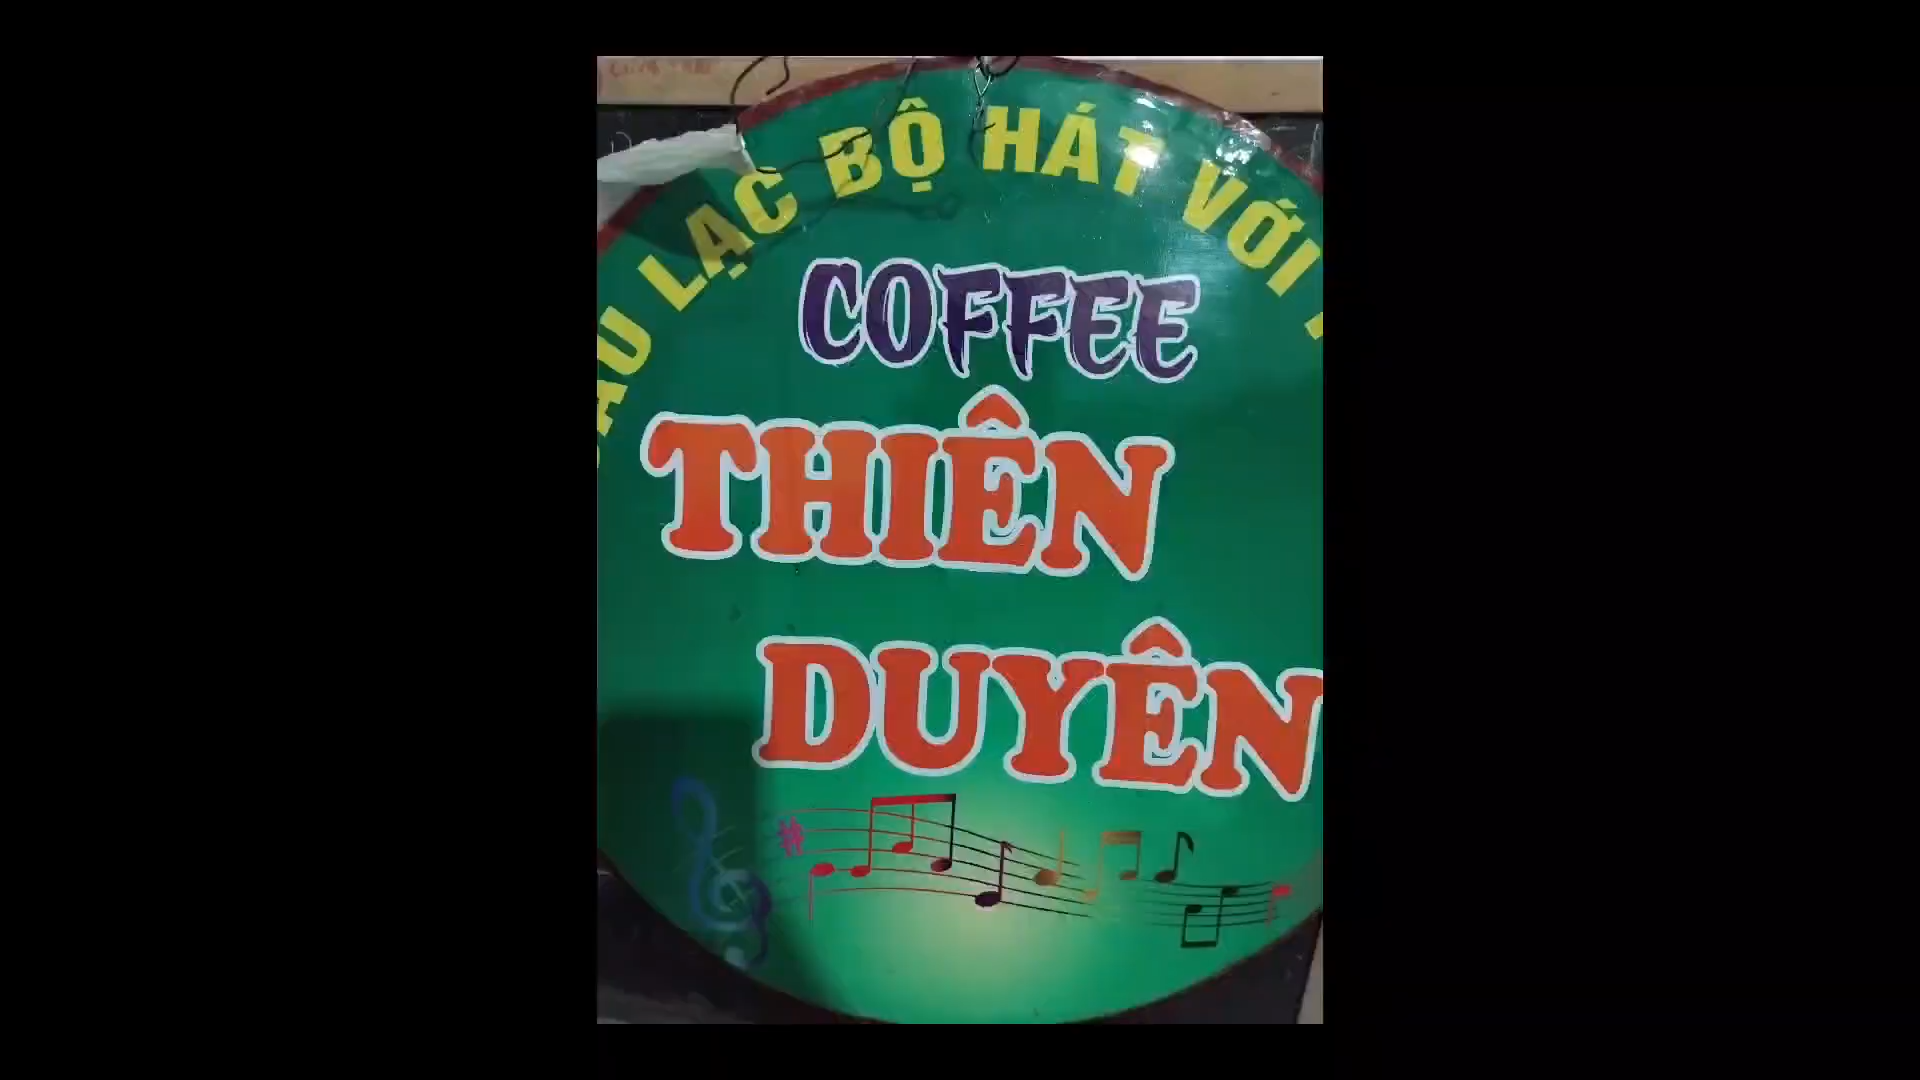 LẠC BỘ HÁT VỚI
COFFEE
THIÊN
DUYÊN